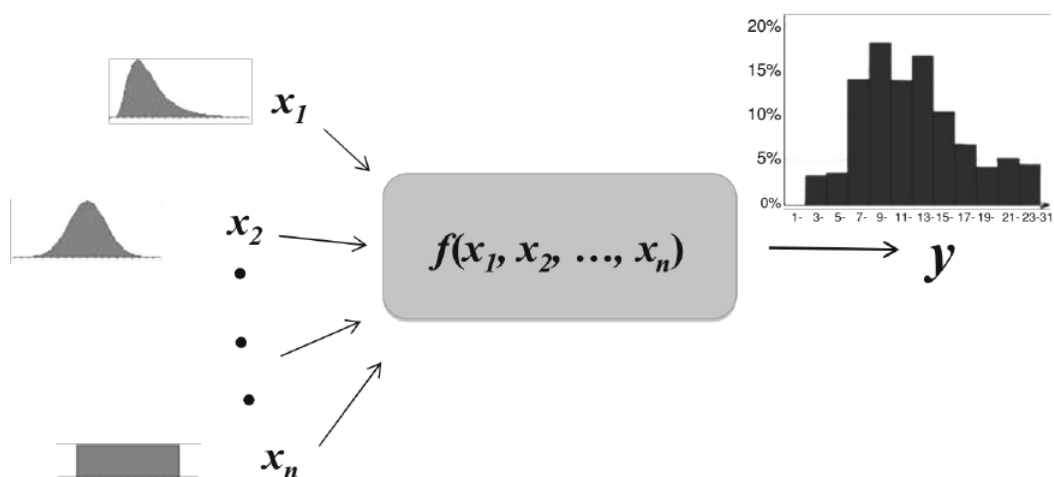 20%
15%
10%
5%
0%
1- 3- 5- 7- 9- 11- 13-15- 17- 19- 21- 23-31
x1
x2
f(x1, x2, ..., xn)
y
xn